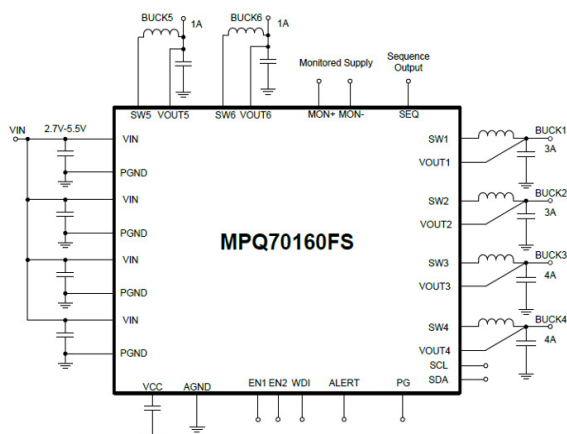 BUCK5
1A
BUCK6
1A
Monitored Supply
Sequence
Output
SW5 VOUT5
SW6 VOUT6
MON+ MON-
SEQ
VIN
2.7V-5.5V
VIN
PGND
VIN
PGND
VIN
PGND
VIN
PGND
MPQ70160FS
SW1
VOUT1
BUCK1
3A
SW2
VOUT2
BUCK2
3A
SW3
VOUT3
BUCK3
4A
SW4
VOUT4
BUCK4
4A
SCL
SDA
VCC
AGND
EN1 EN2 WDI
ALERT
PG